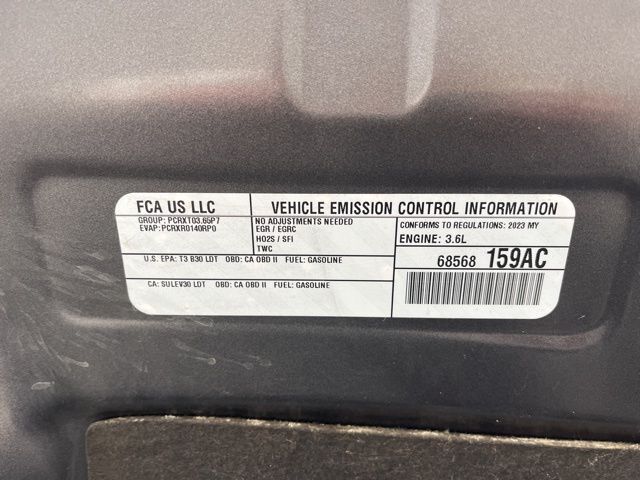 FCA US LLC
VEHICLE EMISSION CONTROL INFORMATION
GROUP: PCRXT03.65P7
EVAP: PCRXR0140RP0
NO ADJUSTMENTS NEEDED
EGR / EGRC
HO2S / SFI
TWC
CONFORMS TO REGULATIONS: 2023 MY
ENGINE: 3.6L
U.S. EPA: T3 B30 LDT OBD: CA OBD II FUEL: GASOLINE
68568 159AC
CA: SULEV30 LDT OBD: CA OBD II FUEL: GASOLINE